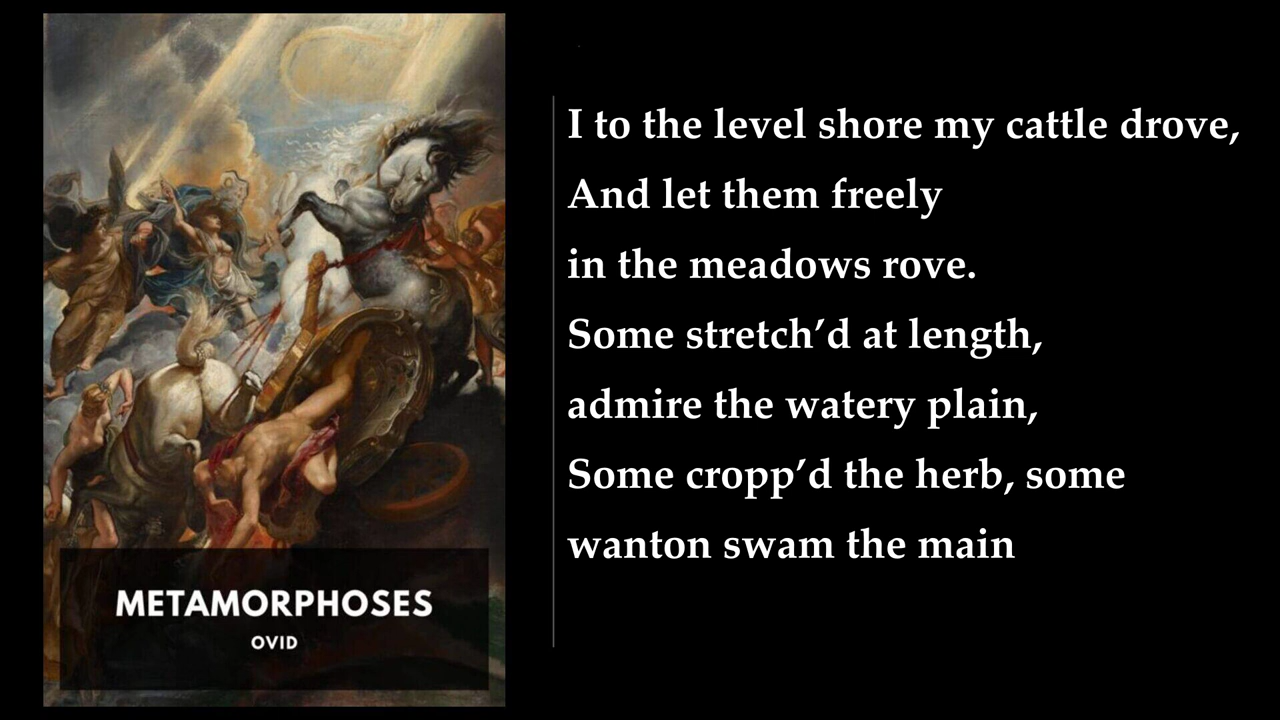 METAMORPHOSES
OVID
I to the level shore my cattle drove,
And let them freely
in the meadows rove.
Some stretch’d at length,
admire the watery plain,
Some cropp’d the herb, some
wanton swam the main